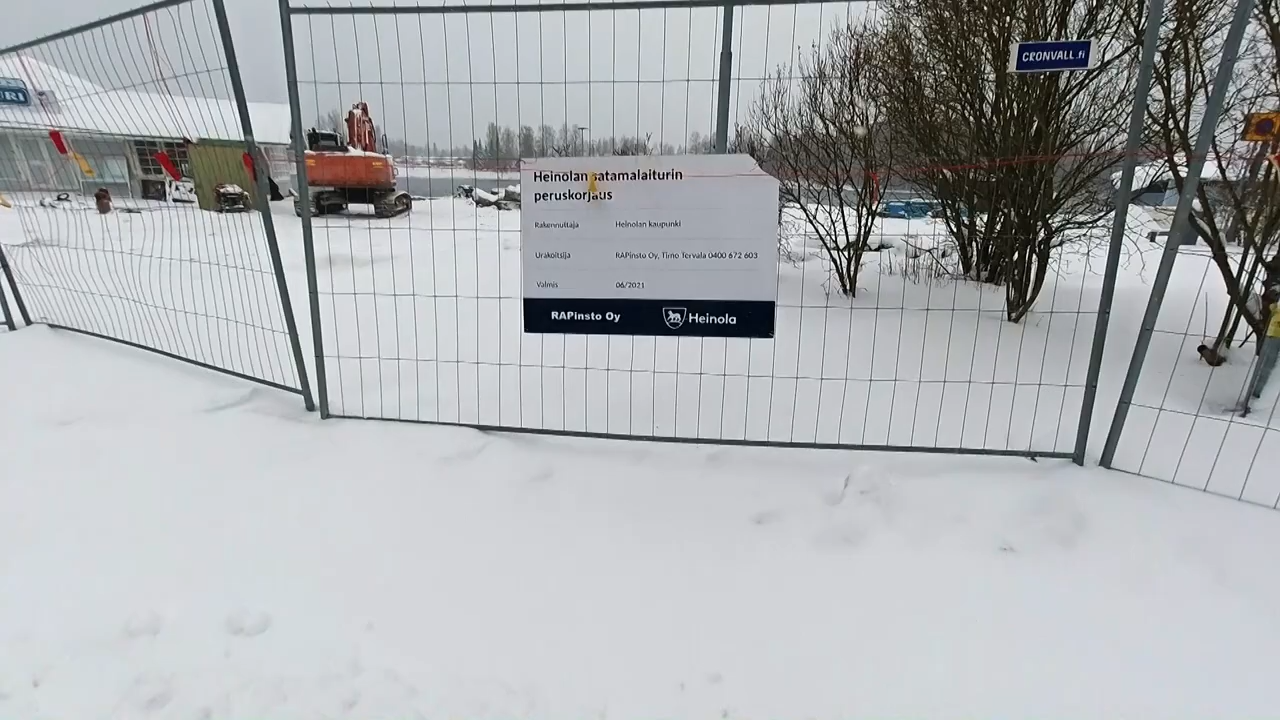 CRONVALL.fi
Heinolan satamalaiturin
peruskorjaus
Rakennuttaja Heinolan kaupunki
Urakoitsija RAPinsto Oy, Timo Tervala 0400 672 603
Valmis 06/2021
RAPinsto Oy Heinola